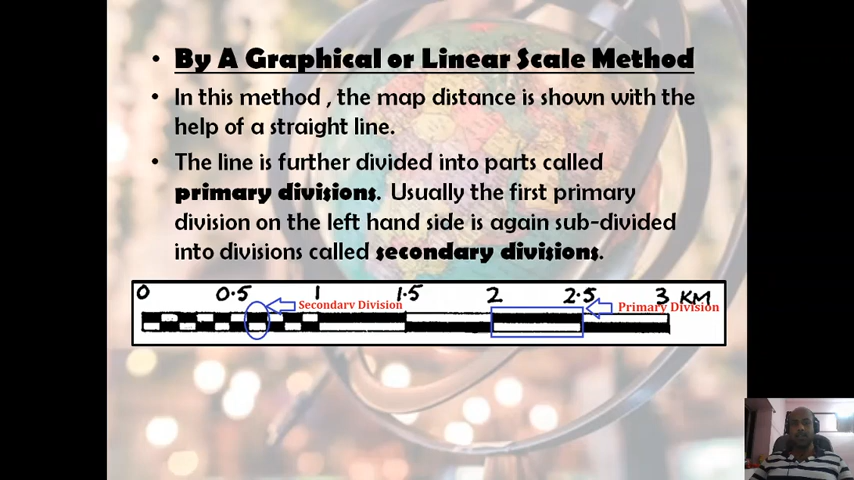 • By A Graphical or Linear Scale Method
• In this method , the map distance is shown with the
help of a straight line.
• The line is further divided into parts called
primary divisions. Usually the first primary
division on the left hand side is again sub-divided
into divisions called secondary divisions.
0 0.5 1 1.5 2 2.5 3 KM
Secondary Division Primary Division